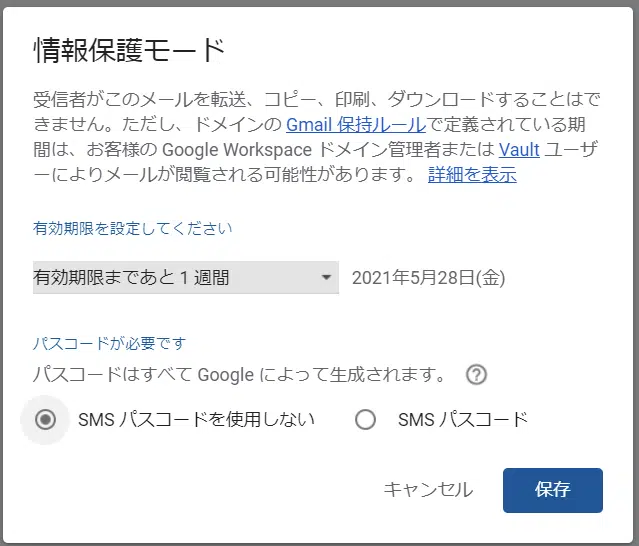 情報保護モード
受信者がこのメールを転送、コピー、印刷、ダウンロードすることはで
きません。ただし、ドメインの Gmail 保持ルールで定義されている期
間は、お客様の Google Workspace ドメイン管理者または Vault ユーザ
ーによりメールが閲覧される可能性があります。 詳細を表示
有効期限を設定してください
有効期限まであと 1 週間 2021年5月28日(金)
パスコードが必要です
パスコードはすべて Google によって生成されます。 ?
SMS パスコードを使用しない SMS パスコード
キャンセル 保存